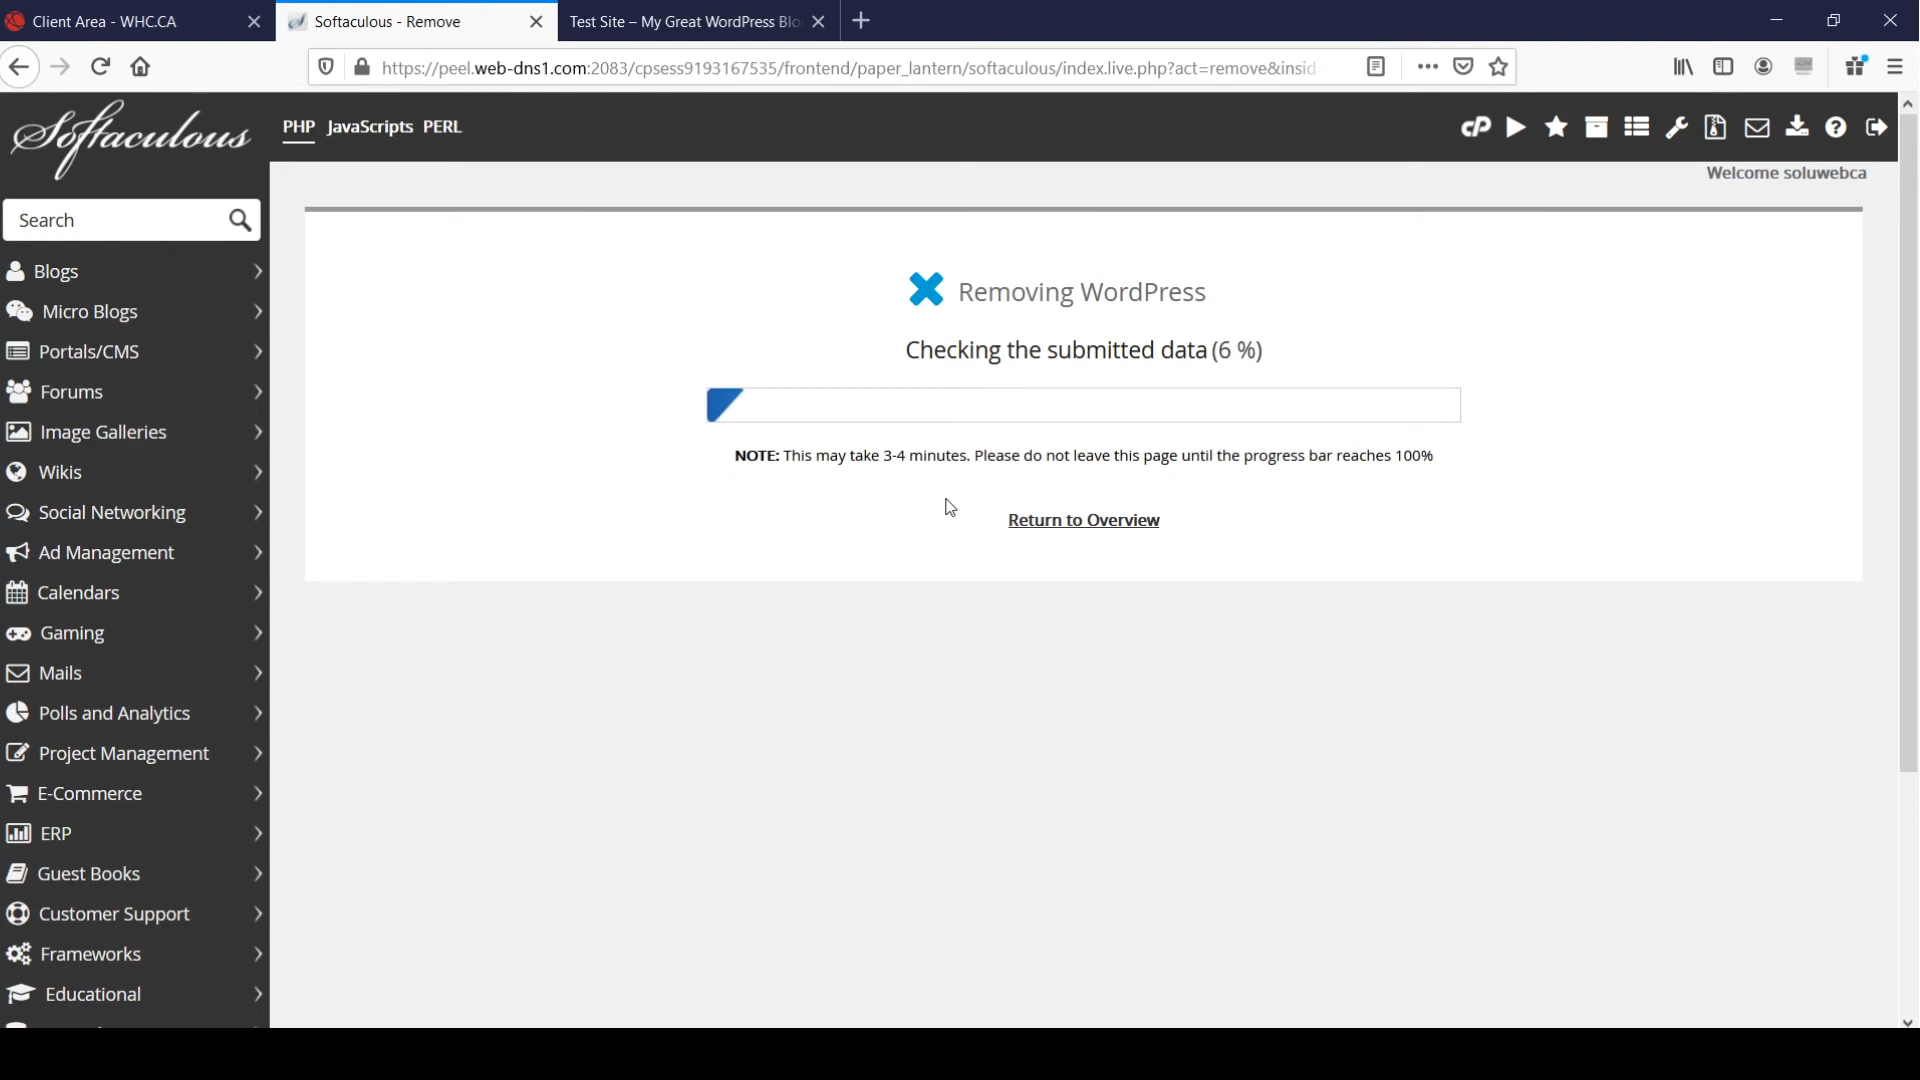 Client Area - WHC.CA
Softaculous - Remove
Test Site – My Great WordPress Blo
https://peel.web-dns1.com:2083/cpsess9193167535/frontend/paper_lantern/softaculous/index.live.php?act=remove&insid
Softaculous
PHP JavaScripts PERL
cP
Welcome soluwebca
Search
Removing WordPress
Checking the submitted data (6 %)
NOTE: This may take 3-4 minutes. Please do not leave this page until the progress bar reaches 100%
Return to Overview
Blogs
Micro Blogs
Portals/CMS
Forums
Image Galleries
Wikis
Social Networking
Ad Management
Calendars
Gaming
Mails
Polls and Analytics
Project Management
E-Commerce
ERP
Guest Books
Customer Support
Frameworks
Educational